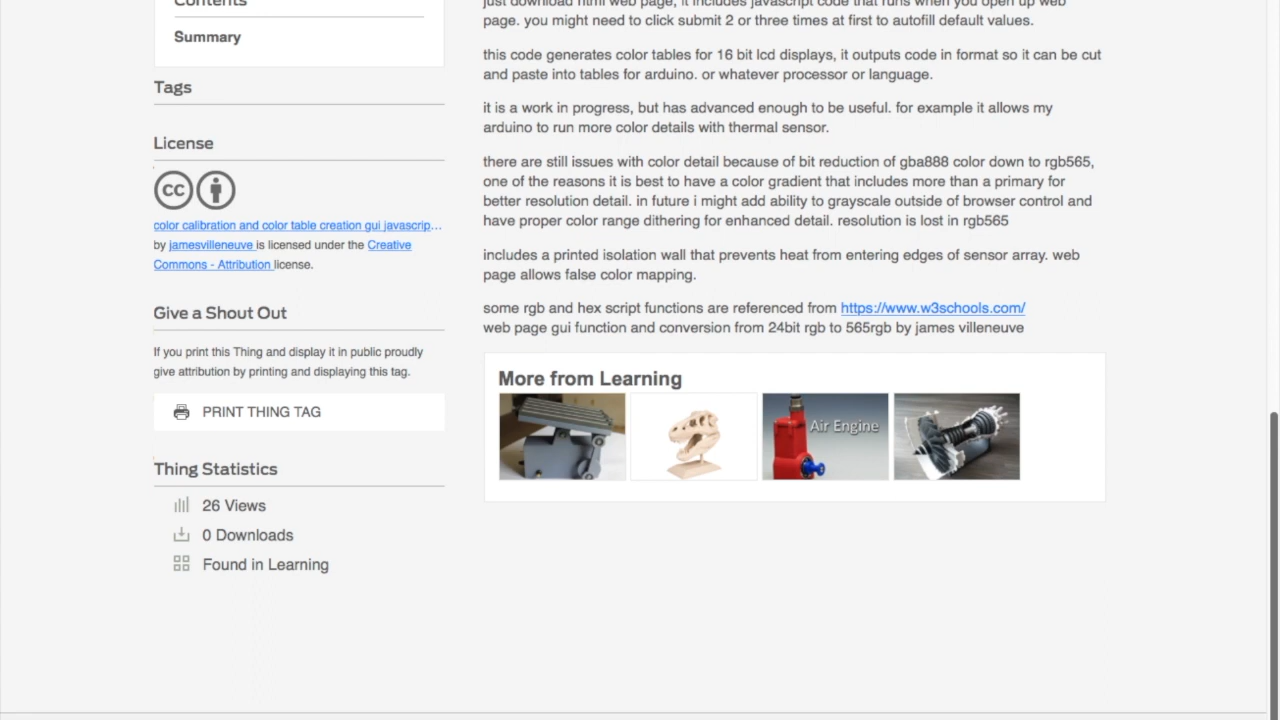 Contents
Summary
Tags
License
cc
color calibration and color table creation gui javascrip...
by jamesvilleneuve is licensed under the Creative
Commons - Attribution license.
Give a Shout Out
If you print this Thing and display it in public proudly
give attribution by printing and displaying this tag.
PRINT THING TAG
Thing Statistics
26 Views
0 Downloads
Found in Learning
just download html web page, it includes javascript code that runs when you open up web
page. you might need to click submit 2 or three times at first to autofill default values.
this code generates color tables for 16 bit lcd displays, it outputs code in format so it can be cut
and paste into tables for arduino. or whatever processor or language.
it is a work in progress, but has advanced enough to be useful. for example it allows my
arduino to run more color details with thermal sensor.
there are still issues with color detail because of bit reduction of gba888 color down to rgb565,
one of the reasons it is best to have a color gradient that includes more than a primary for
better resolution detail. in future i might add ability to grayscale outside of browser control and
have proper color range dithering for enhanced detail. resolution is lost in rgb565
includes a printed isolation wall that prevents heat from entering edges of sensor array. web
page allows false color mapping.
some rgb and hex script functions are referenced from https://www.w3schools.com/
web page gui function and conversion from 24bit rgb to 565rgb by james villeneuve
More from Learning
Air Engine